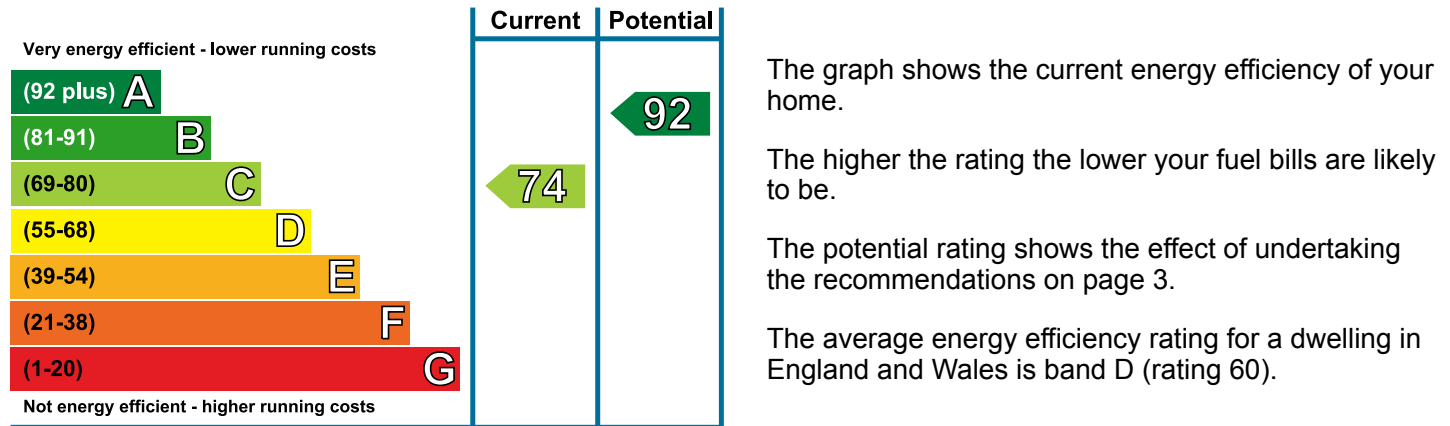 Current Potential
Very energy efficient - lower running costs
(92 plus) A
(81-91) B
(69-80) C
(55-68) D
(39-54) E
(21-38) F
(1-20) G
Not energy efficient - higher running costs
92
74
The graph shows the current energy efficiency of your
home.
The higher the rating the lower your fuel bills are likely
to be.
The potential rating shows the effect of undertaking
the recommendations on page 3.
The average energy efficiency rating for a dwelling in
England and Wales is band D (rating 60).